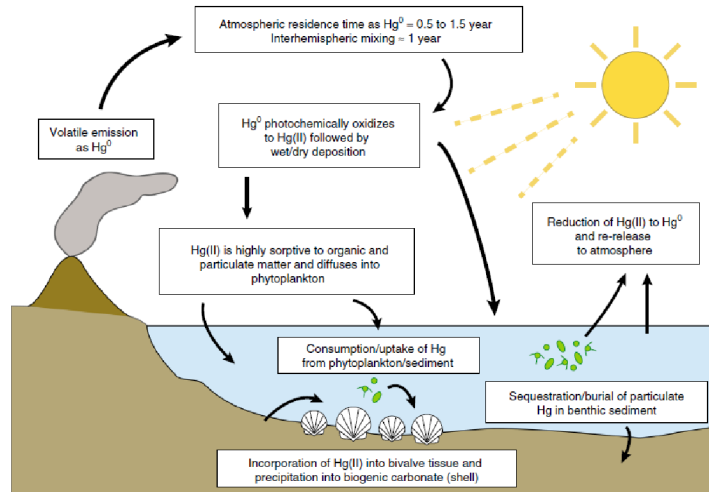 Atmospheric residence time as Hg⁰ = 0.5 to 1.5 year
Interhemispheric mixing ≈ 1 year
Volatile emission
as Hg⁰
Hg⁰ photochemically oxidizes
to Hg(II) followed by
wet/dry deposition
Reduction of Hg(II) to Hg⁰
and re-release
to atmosphere
Hg(II) is highly sorptive to organic and
particulate matter and diffuses into
phytoplankton
Consumption/uptake of Hg
from phytoplankton/sediment
Sequestration/burial of particulate
Hg in benthic sediment
Incorporation of Hg(II) into bivalve tissue and
precipitation into biogenic carbonate (shell)